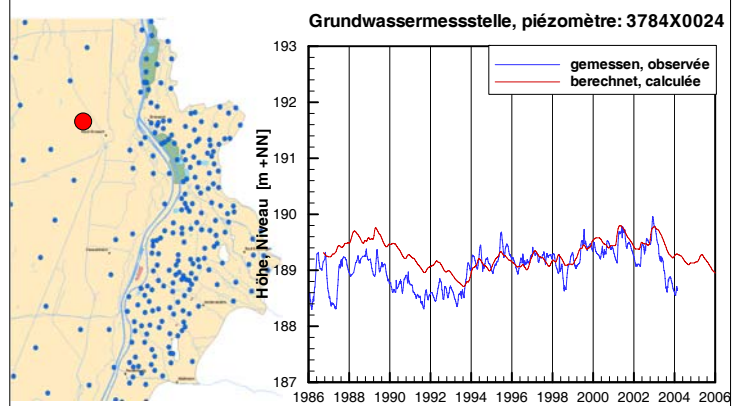 Grundwassermessstelle, piézomètre: 3784X0024
193
192
191
190
189
188
187
Höhe, Niveau [m +NN]
gemessen, observée
berechnet, calculée
1986 1988 1990 1992 1994 1996 1998 2000 2002 2004 2006